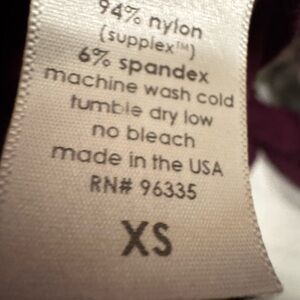 94% nylon
(supplex™)
6% spandex
machine wash cold
tumble dry low
no bleach
made in the USA
RN# 96335
XS